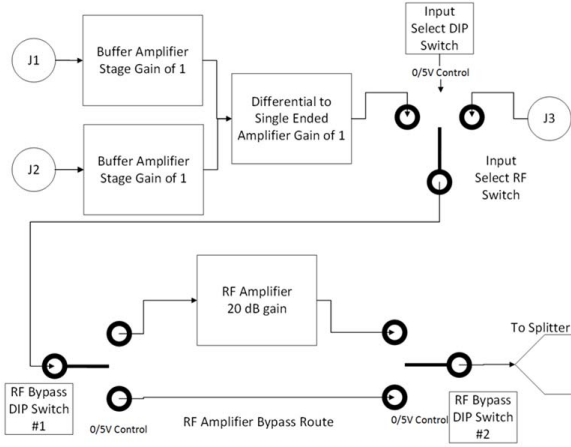 Input
Select DIP
Switch
0/5V Control
J1
Buffer Amplifier
Stage Gain of 1
Differential to
Single Ended
Amplifier Gain of 1
J3
J2
Buffer Amplifier
Stage Gain of 1
Input
Select RF
Switch
RF Amplifier
20 dB gain
To Splitter
RF Bypass
DIP Switch
#1
0/5V Control
RF Amplifier Bypass Route
0/5V Control
RF Bypass
DIP Switch
#2